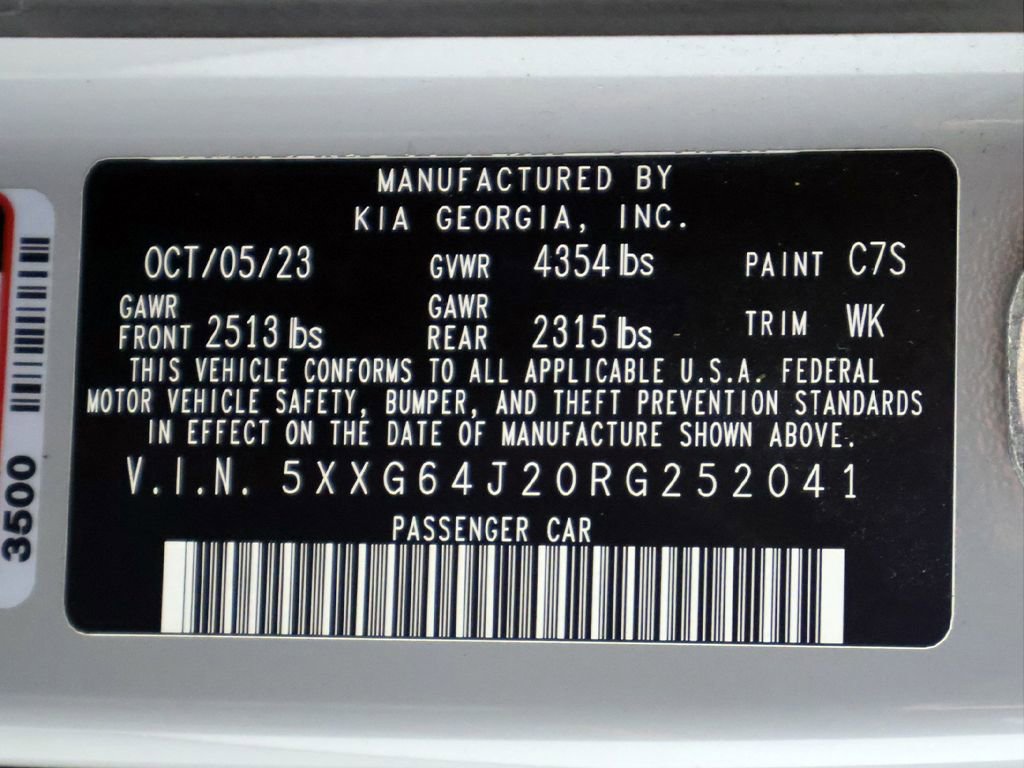 MANUFACTURED BY
KIA GEORGIA, INC.
OCT/05/23 GVWR 4354 lbs PAINT C7S
GAWR FRONT 2513 lbs GAWR REAR 2315 lbs TRIM WK
THIS VEHICLE CONFORMS TO ALL APPLICABLE U.S.A. FEDERAL
MOTOR VEHICLE SAFETY, BUMPER, AND THEFT PREVENTION STANDARDS
IN EFFECT ON THE DATE OF MANUFACTURE SHOWN ABOVE.
V.I.N. 5XXG64J20RG252041
PASSENGER CAR
3500